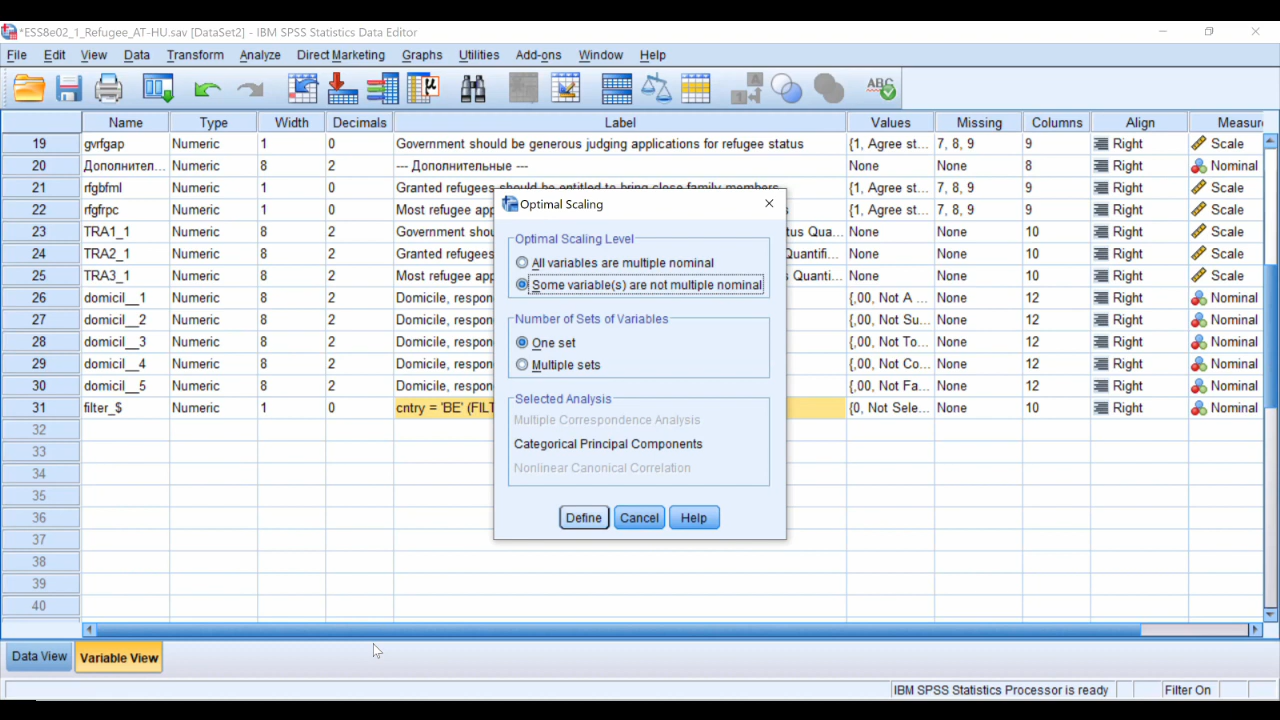 *ESS8e02_1_Refugee_AT-HU.sav [DataSet2] - IBM SPSS Statistics Data Editor
File Edit View Data Transform Analyze Direct Marketing Graphs Utilities Add-ons Window Help
Name Type Width Decimals Label Values Missing Columns Align Measur
19 gvrfgap Numeric 1 0 Government should be generous judging applications for refugee status {1, Agree st... 7, 8, 9 9 Right Scale
20 Дополнител... Numeric 8 2 --- Дополнительные --- None None 8 Right Nominal
21 rfgbfml Numeric 1 0 Granted refugees should be entitled to bring close family members {1, Agree st... 7, 8, 9 9 Right Scale
22 rfgfrpc Numeric 1 0 Most refugee app {1, Agree st... 7, 8, 9 9 Right Scale
23 TRA1_1 Numeric 8 2 Government shou tus Qua... None None 10 Right Scale
24 TRA2_1 Numeric 8 2 Granted refugees Quantifi... None None 10 Right Scale
25 TRA3_1 Numeric 8 2 Most refugee app s Quanti... None None 10 Right Scale
26 domicil__1 Numeric 8 2 Domicile, respon {,00, Not A ... None 12 Right Nominal
27 domicil__2 Numeric 8 2 Domicile, respon {,00, Not Su... None 12 Right Nominal
28 domicil__3 Numeric 8 2 Domicile, respon {,00, Not To... None 12 Right Nominal
29 domicil__4 Numeric 8 2 Domicile, respon {,00, Not Co... None 12 Right Nominal
30 domicil__5 Numeric 8 2 Domicile, respon {,00, Not Fa... None 12 Right Nominal
31 filter_$ Numeric 1 0 cntry = 'BE' (FILT {0, Not Sele... None 10 Right Nominal
32
33
34
35
36
37
38
39
40
Optimal Scaling
Optimal Scaling Level
All variables are multiple nominal
Some variable(s) are not multiple nominal
Number of Sets of Variables
One set
Multiple sets
Selected Analysis
Multiple Correspondence Analysis
Categorical Principal Components
Nonlinear Canonical Correlation
Define Cancel Help
Data View Variable View
IBM SPSS Statistics Processor is ready Filter On